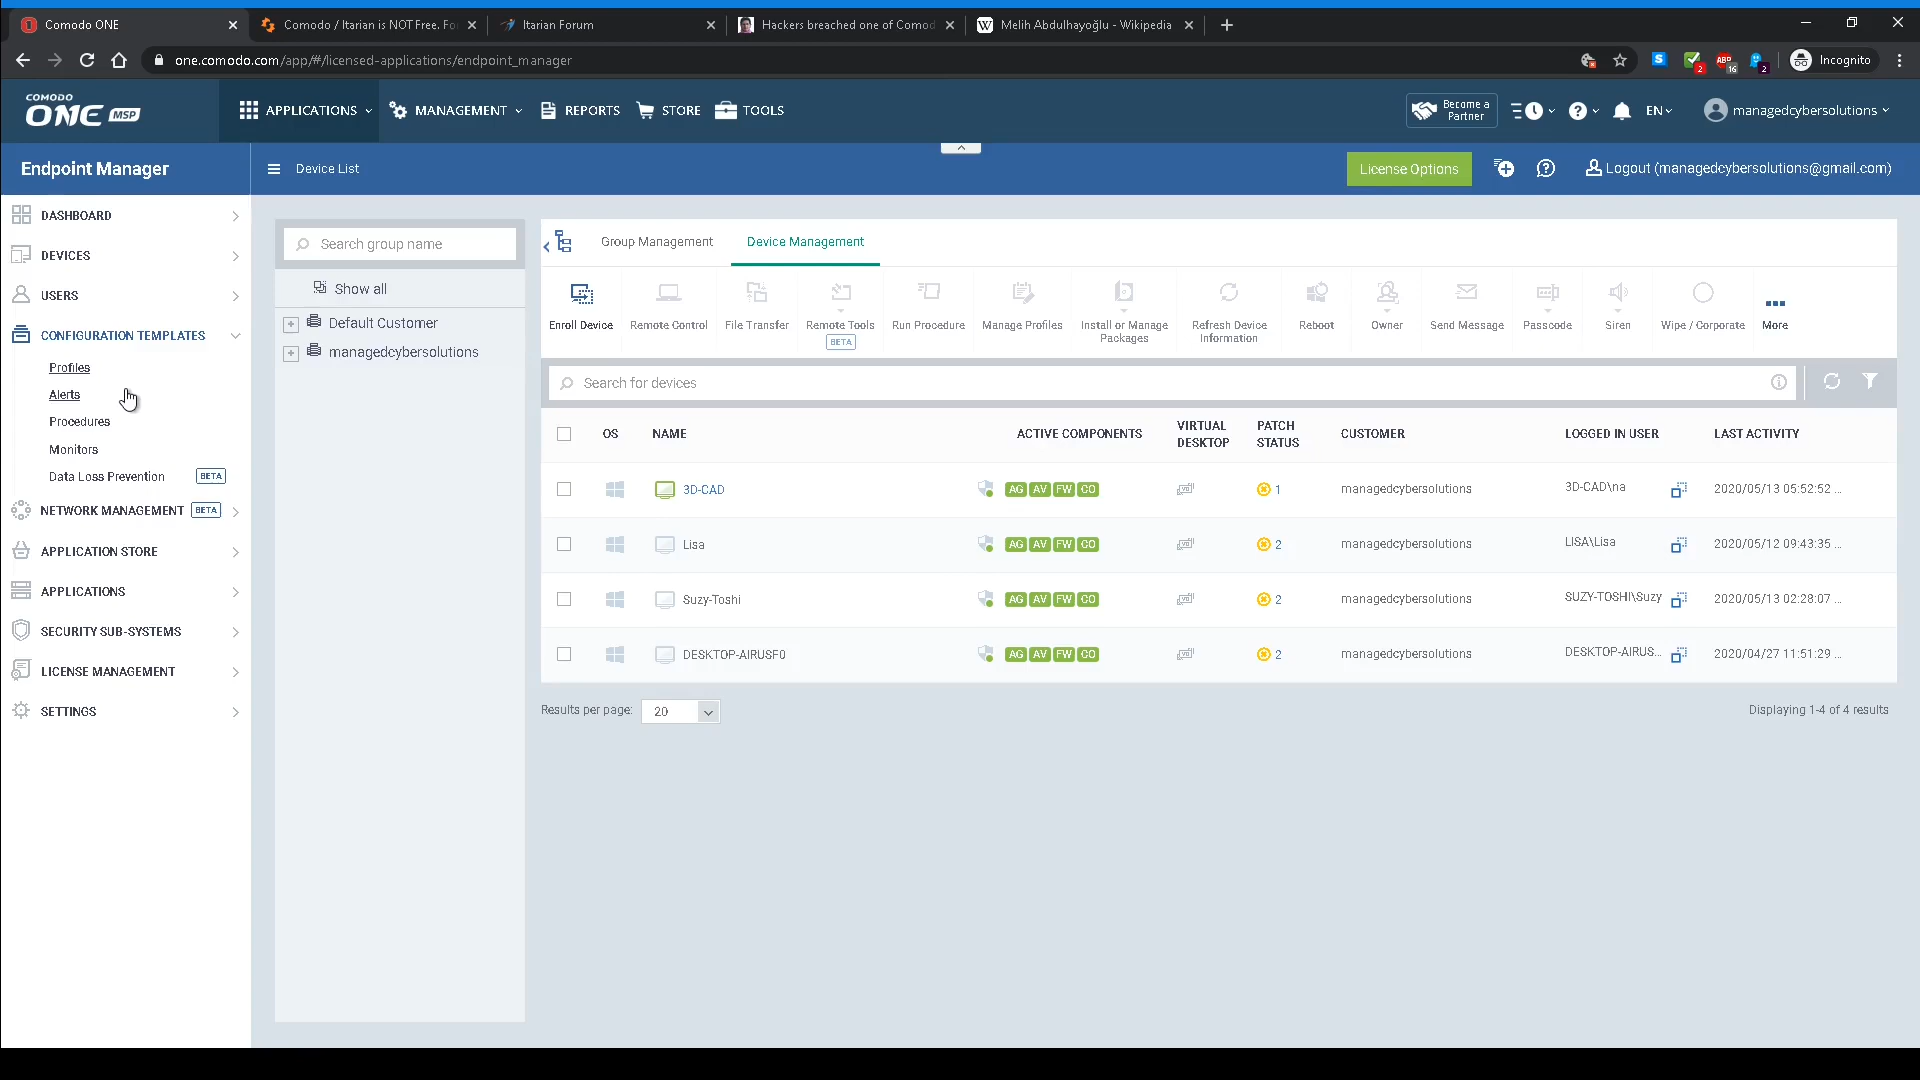 Comodo ONE
Comodo / Itarian is NOT Free. Fo
Itarian Forum
Hackers breached one of Comod
Melih Abdulhayoğlu - Wikipedia
one.comodo.com/app/#/licensed-applications/endpoint_manager
Incognito
COMODO
ONE MSP
APPLICATIONS
MANAGEMENT
REPORTS
STORE
TOOLS
Become a
Partner
EN
managedcybersolutions
Endpoint Manager
Device List
License Options
Logout (managedcybersolutions@gmail.com)
DASHBOARD
DEVICES
USERS
CONFIGURATION TEMPLATES
Profiles
Alerts
Procedures
Monitors
Data Loss Prevention BETA
NETWORK MANAGEMENT BETA
APPLICATION STORE
APPLICATIONS
SECURITY SUB-SYSTEMS
LICENSE MANAGEMENT
SETTINGS
Search group name
Show all
Default Customer
managedcybersolutions
Group Management
Device Management
Enroll Device
Remote Control
File Transfer
Remote Tools
BETA
Run Procedure
Manage Profiles
Install or Manage
Packages
Refresh Device
Information
Reboot
Owner
Send Message
Passcode
Siren
Wipe / Corporate
More
Search for devices
OS NAME ACTIVE COMPONENTS VIRTUAL DESKTOP PATCH STATUS CUSTOMER LOGGED IN USER LAST ACTIVITY
3D-CAD AG AV FW CO 1 managedcybersolutions 3D-CAD\na 2020/05/13 05:52:52 ...
Lisa AG AV FW CO 2 managedcybersolutions LISA\Lisa 2020/05/12 09:43:35 ...
Suzy-Toshi AG AV FW CO 2 managedcybersolutions SUZY-TOSHI\Suzy 2020/05/13 02:28:07 ...
DESKTOP-AIRUSF0 AG AV FW CO 2 managedcybersolutions DESKTOP-AIRUS... 2020/04/27 11:51:29 ...
Results per page: 20
Displaying 1-4 of 4 results